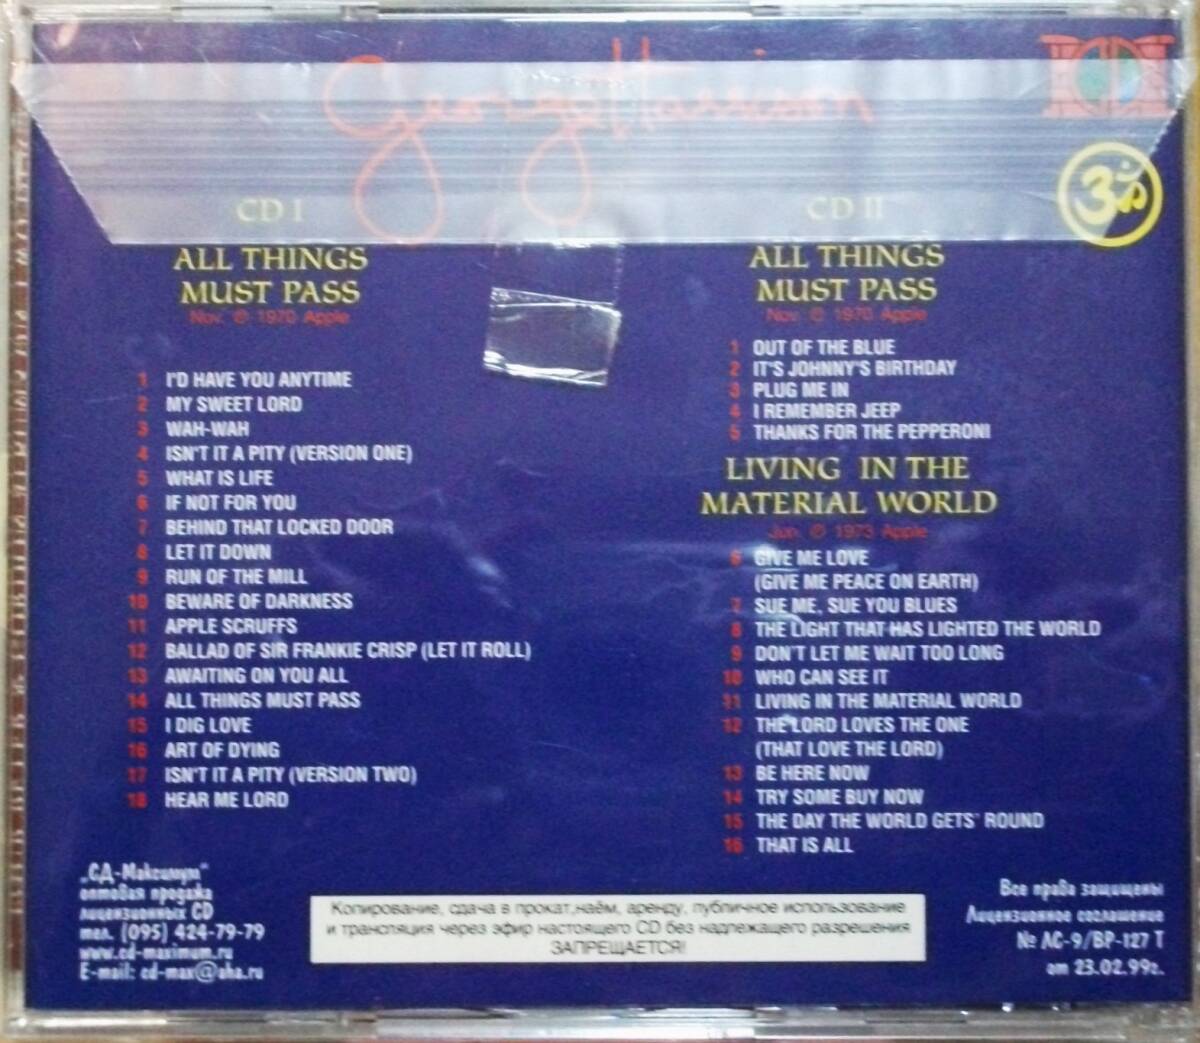 George Harrison
CD I
ALL THINGS
MUST PASS
Nov. ℗ 1970 Apple
1 I'D HAVE YOU ANYTIME
2 MY SWEET LORD
3 WAH-WAH
4 ISN'T IT A PITY (VERSION ONE)
5 WHAT IS LIFE
6 IF NOT FOR YOU
7 BEHIND THAT LOCKED DOOR
8 LET IT DOWN
9 RUN OF THE MILL
10 BEWARE OF DARKNESS
11 APPLE SCRUFFS
12 BALLAD OF SIR FRANKIE CRISP (LET IT ROLL)
13 AWAITING ON YOU ALL
14 ALL THINGS MUST PASS
15 I DIG LOVE
16 ART OF DYING
17 ISN'T IT A PITY (VERSION TWO)
18 HEAR ME LORD
CD II
ALL THINGS
MUST PASS
Nov. ℗ 1970 Apple
1 OUT OF THE BLUE
2 IT'S JOHNNY'S BIRTHDAY
3 PLUG ME IN
4 I REMEMBER JEEP
5 THANKS FOR THE PEPPERONI
LIVING IN THE
MATERIAL WORLD
Jun. ℗ 1973 Apple
6 GIVE ME LOVE
(GIVE ME PEACE ON EARTH)
7 SUE ME, SUE YOU BLUES
8 THE LIGHT THAT HAS LIGHTED THE WORLD
9 DON'T LET ME WAIT TOO LONG
10 WHO CAN SEE IT
11 LIVING IN THE MATERIAL WORLD
12 THE LORD LOVES THE ONE
(THAT LOVE THE LORD)
13 BE HERE NOW
14 TRY SOME BUY NOW
15 THE DAY THE WORLD GETS' ROUND
16 THAT IS ALL
„СД-Максимум"
оптовая продажа
лицензионных CD
тел. (095) 424-79-79
www.cd-maximum.ru
E-mail: cd-max@aha.ru
Копирование, сдача в прокат,наём, аренду, публичное использование
и трансляция через эфир настоящего CD без надлежащего разрешения
ЗАПРЕЩАЕТСЯ!
Все права защищены
Лицензионное соглашение
№ ЛС-9/ВР-127 Т
от 23.02.99г.